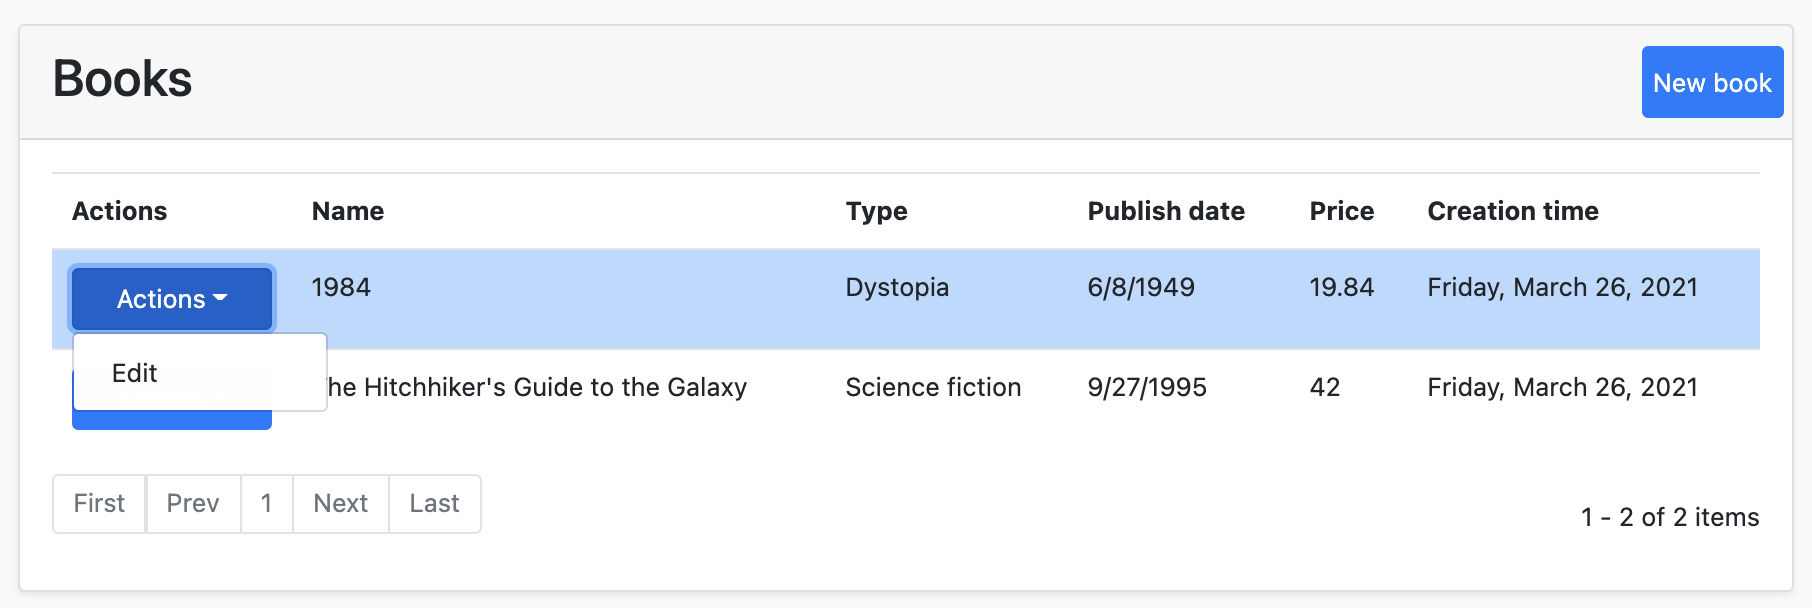 Books
New book
Actions Name Type Publish date Price Creation time
Actions 1984 Dystopia 6/8/1949 19.84 Friday, March 26, 2021
Edit
Hitchhiker's Guide to the Galaxy Science fiction 9/27/1995 42 Friday, March 26, 2021
First Prev 1 Next Last
1 - 2 of 2 items